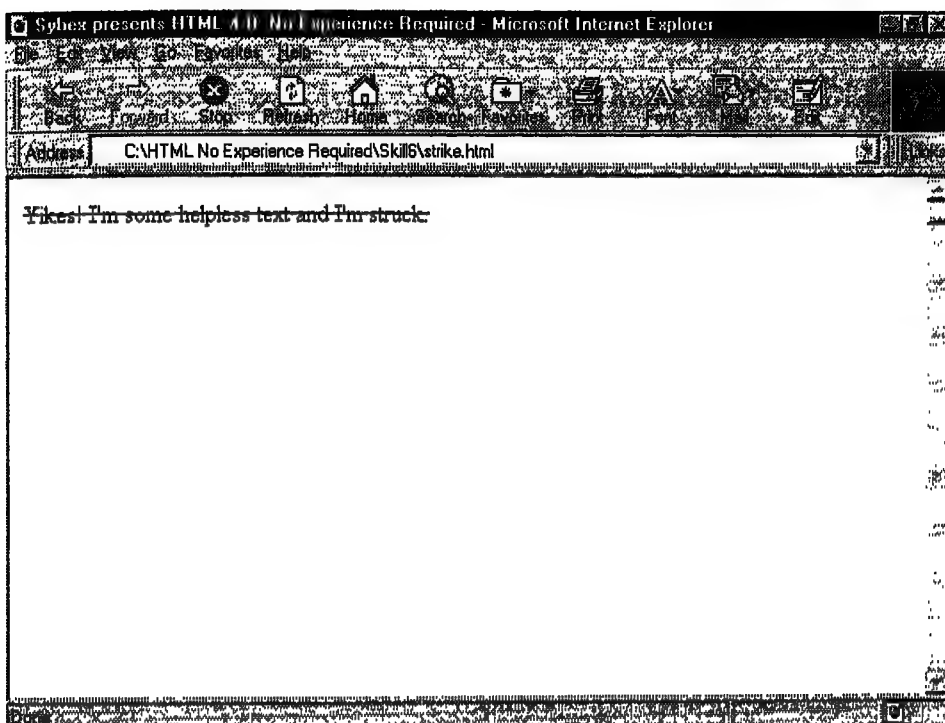 Sybex presents HTML 4.0: No Experience Required - Microsoft Internet Explorer
File Edit View Go Favorites Help
Back Forward Stop Refresh Home Search Favorites Print Font Mail Edit
Address C:\HTML No Experience Required\Skill6\strike.html
Yikes! I'm some helpless text and I'm struck.
Done